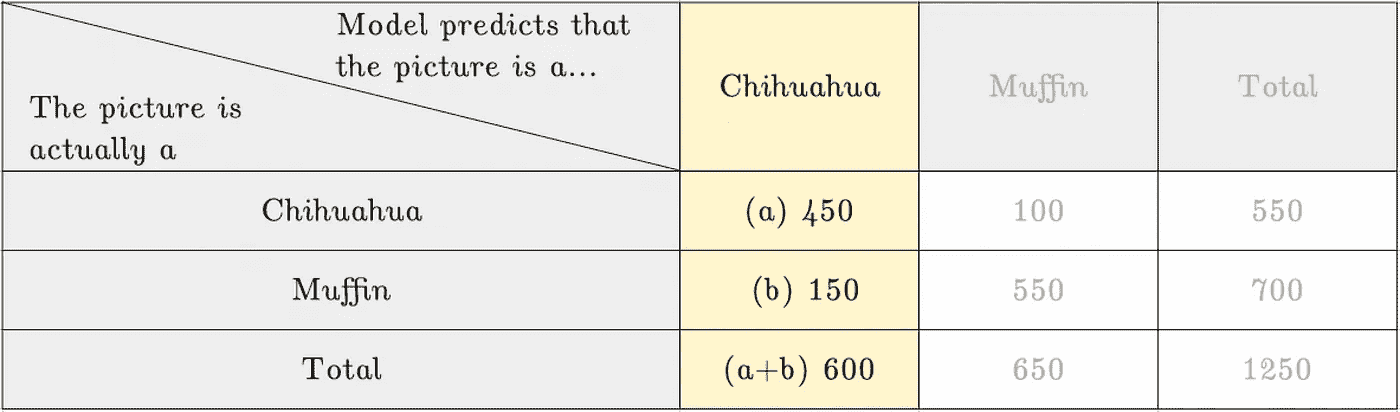 Model predicts that
the picture is a...
The picture is
actually a
Chihuahua
Muffin
Total
Chihuahua
(a) 450
100
550
Muffin
(b) 150
550
700
Total
(a+b) 600
650
1250